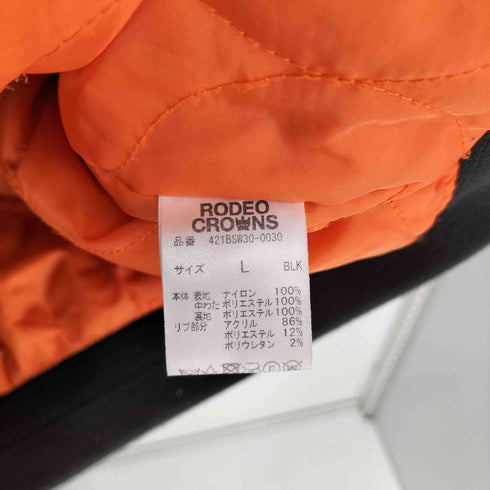 RODEO
CROWNS
品番 421BSW30-0030
サイズ L BLK
本体 表地 ナイロン 100%
中わた ポリエステル 100%
裏地 ポリエステル 100%
リブ部分 アクリル 86%
ポリエステル 12%
ポリウレタン 2%